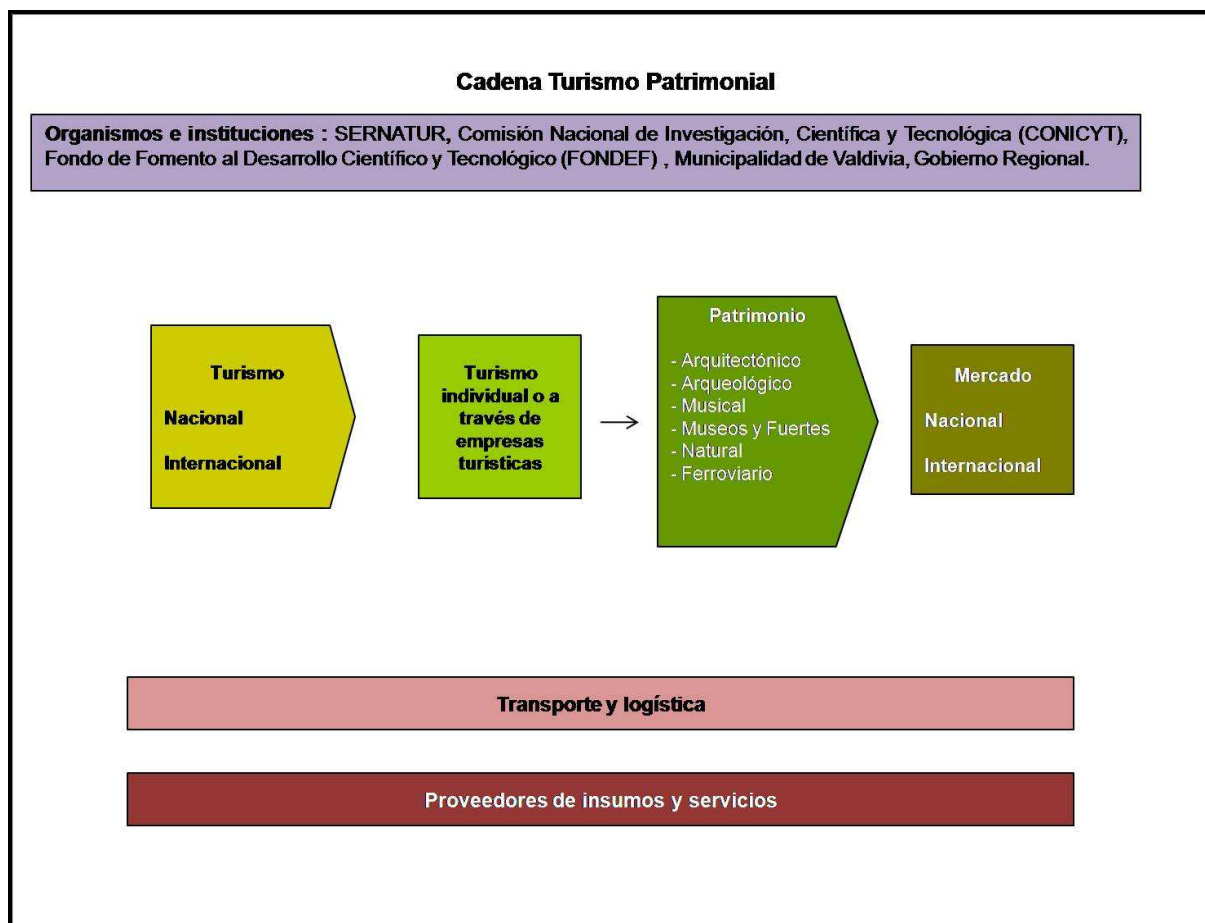 Cadena Turismo Patrimonial
Organismos e instituciones : SERNATUR, Comisión Nacional de Investigación, Científica y Tecnológica (CONICYT),
Fondo de Fomento al Desarrollo Científico y Tecnológico (FONDEF) , Municipalidad de Valdivia, Gobierno Regional.
Turismo
Nacional
Internacional
Turismo
individual o a
través de
empresas
turísticas
Patrimonio
- Arquitectónico
- Arqueológico
- Musical
- Museos y Fuertes
- Natural
- Ferroviario
Mercado
Nacional
Internacional
Transporte y logística
Proveedores de insumos y servicios